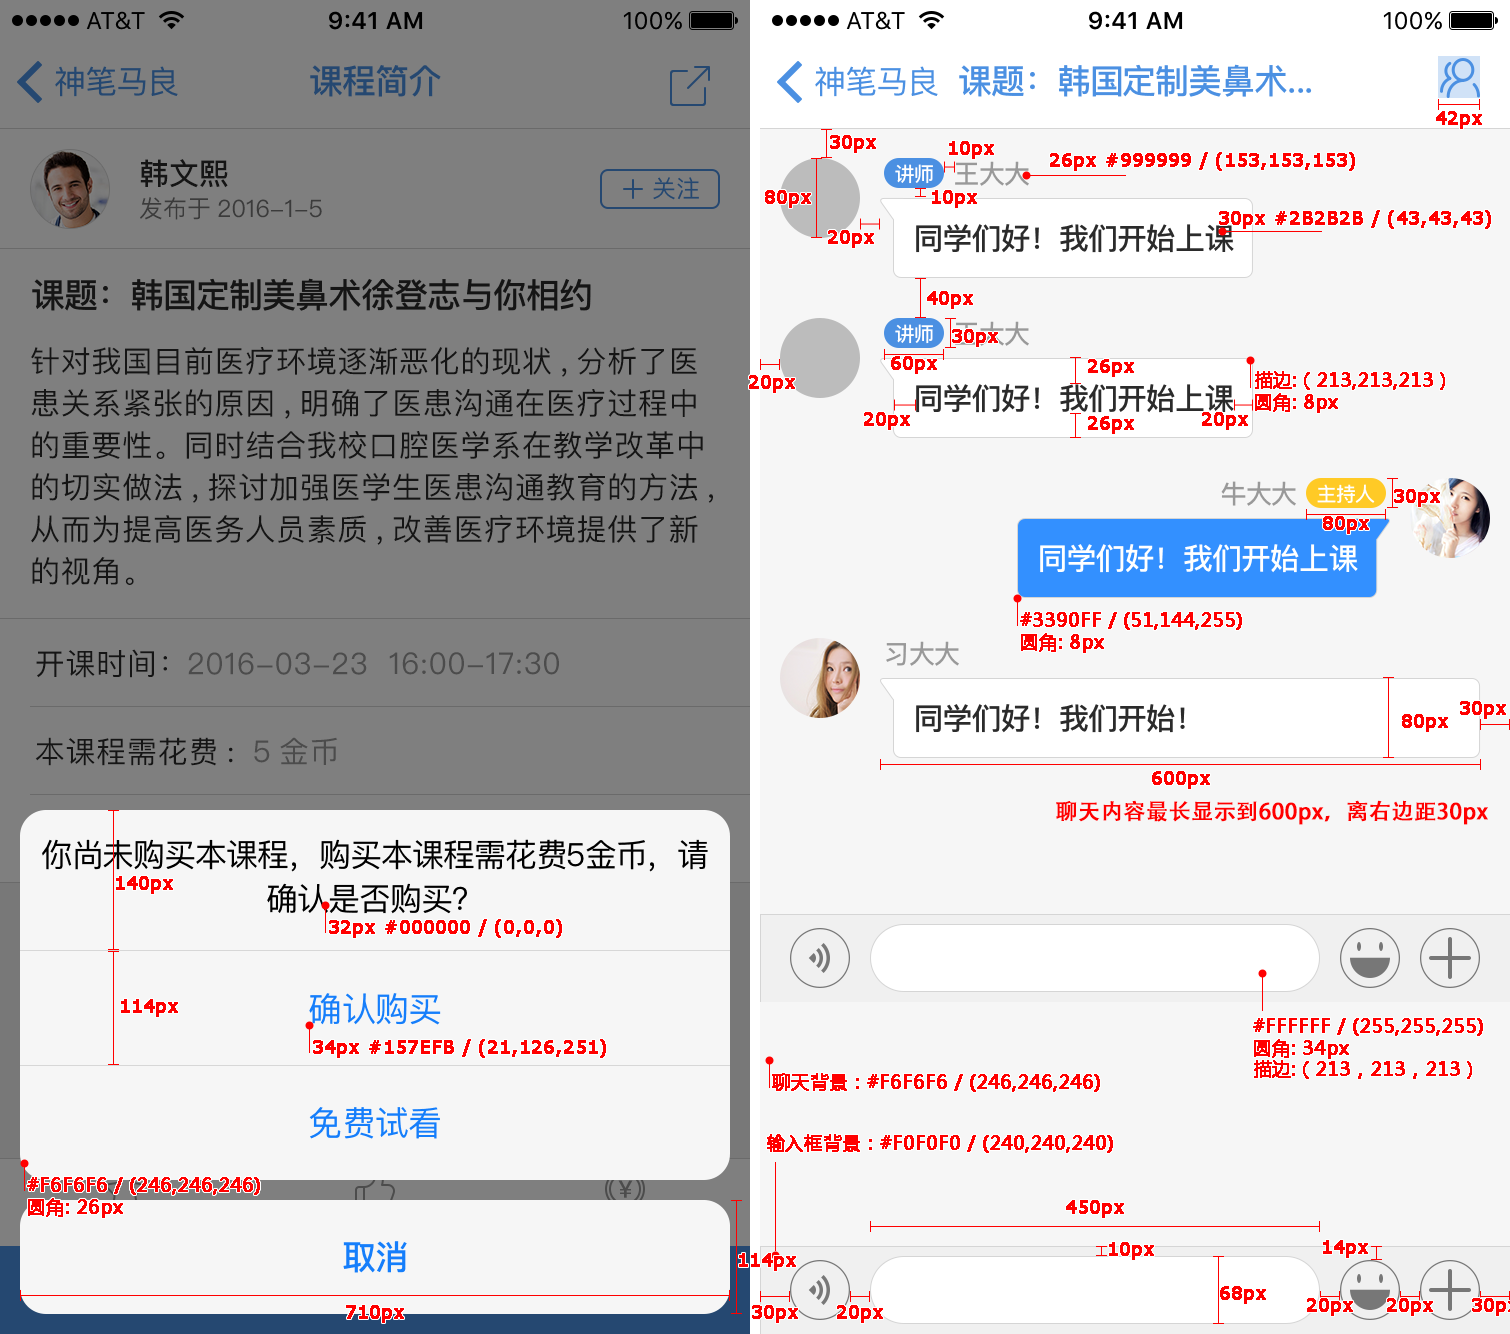 AT&T 9:41 AM 100%
神笔马良 课程简介
韩文熙
发布于 2016-1-5
+ 关注
课题：韩国定制美鼻术徐登志与你相约
针对我国目前医疗环境逐渐恶化的现状，分析了医
患关系紧张的原因，明确了医患沟通在医疗过程中
的重要性。同时结合我校口腔医学系在教学改革中
的切实做法，探讨加强医学生医患沟通教育的方法，
从而为提高医务人员素质，改善医疗环境提供了新
的视角。
开课时间：2016-03-23 16:00-17:30
本课程需花费：5 金币
你尚未购买本课程，购买本课程需花费5金币，请
确认是否购买?
140px
32px #000000 / (0,0,0)
确认购买
114px
34px #157EFB / (21,126,251)
免费试看
#F6F6F6 / (246,246,246)
圆角: 26px
取消
114px
710px
AT&T 9:41 AM 100%
神笔马良 课题：韩国定制美鼻术...
42px
30px
10px
讲师 王大大
26px #999999 / (153,153,153)
80px
10px
20px
30px #2B2B2B / (43,43,43)
同学们好！我们开始上课
40px
讲师 王大大
30px
60px
20px
26px
同学们好！我们开始上课
描边: ( 213,213,213 )
圆角: 8px
20px
26px
20px
牛大大 主持人
30px
80px
同学们好！我们开始上课
#3390FF / (51,144,255)
圆角: 8px
习大大
同学们好！我们开始！
80px
30px
600px
聊天内容最长显示到600px，离右边距30px
#FFFFFF / (255,255,255)
圆角: 34px
描边: ( 213 , 213 , 213 )
聊天背景：#F6F6F6 / (246,246,246)
输入框背景：#F0F0F0 / (240,240,240)
450px
10px
14px
68px
30px
20px
20px
20px
30px